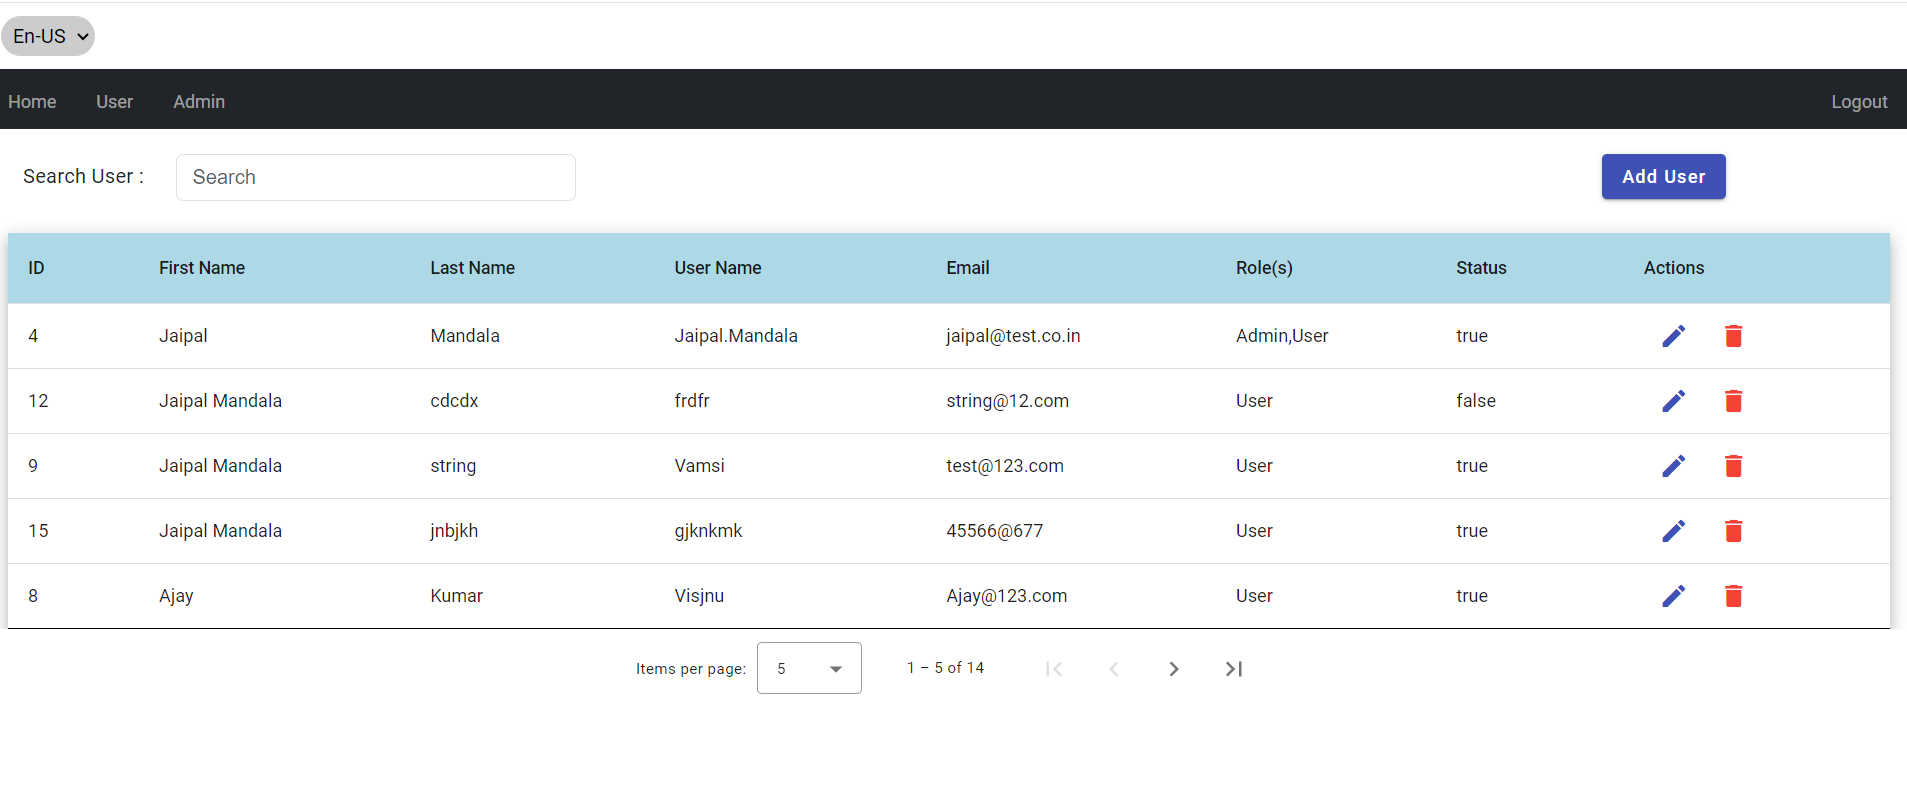 En-US
Home User Admin Logout
Search User : Search Add User
ID First Name Last Name User Name Email Role(s) Status Actions
4 Jaipal Mandala Jaipal.Mandala jaipal@test.co.in Admin,User true
12 Jaipal Mandala cdcdx frdfr string@12.com User false
9 Jaipal Mandala string Vamsi test@123.com User true
15 Jaipal Mandala jnbjkh gjknkmk 45566@677 User true
8 Ajay Kumar Visjnu Ajay@123.com User true
Items per page: 5 1 – 5 of 14